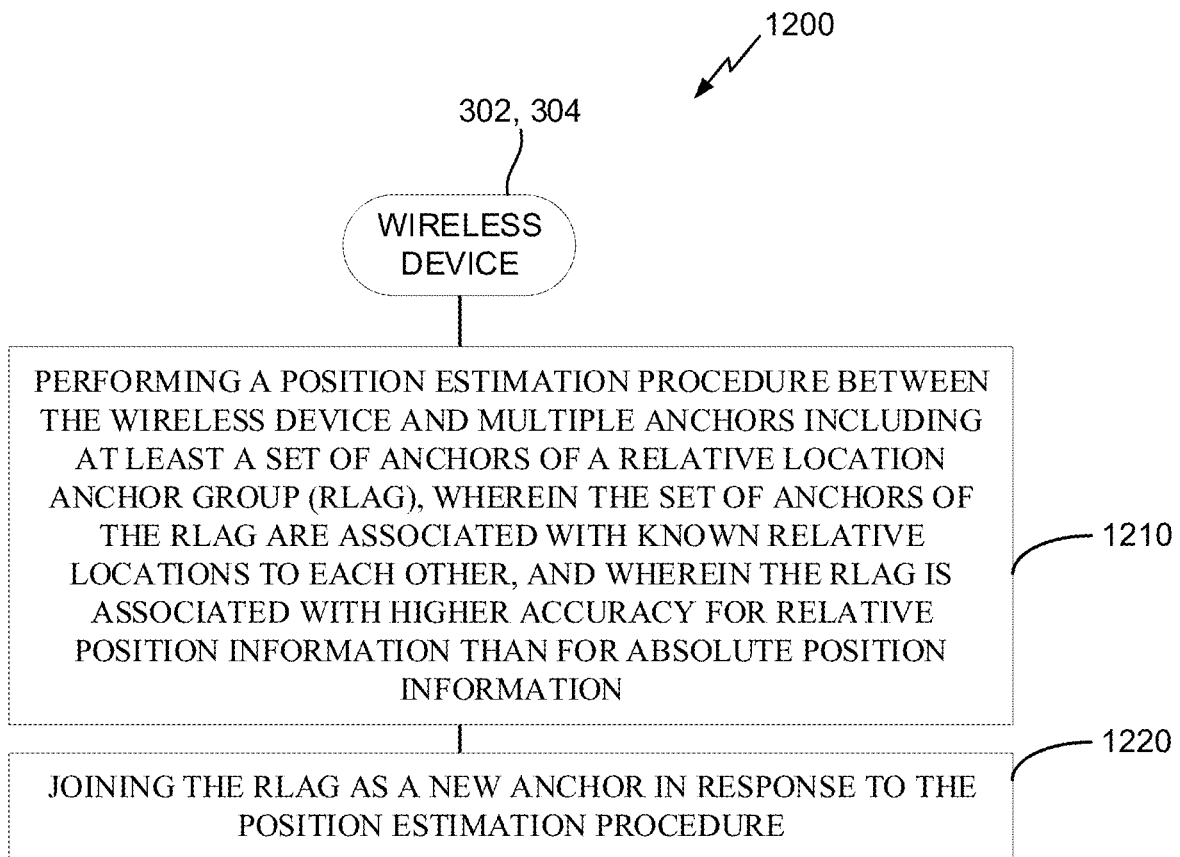 1200
302, 304
WIRELESS
DEVICE
PERFORMING A POSITION ESTIMATION PROCEDURE BETWEEN
THE WIRELESS DEVICE AND MULTIPLE ANCHORS INCLUDING
AT LEAST A SET OF ANCHORS OF A RELATIVE LOCATION
ANCHOR GROUP (RLAG), WHEREIN THE SET OF ANCHORS OF
THE RLAG ARE ASSOCIATED WITH KNOWN RELATIVE
LOCATIONS TO EACH OTHER, AND WHEREIN THE RLAG IS
ASSOCIATED WITH HIGHER ACCURACY FOR RELATIVE
POSITION INFORMATION THAN FOR ABSOLUTE POSITION
INFORMATION
1210
JOINING THE RLAG AS A NEW ANCHOR IN RESPONSE TO THE
POSITION ESTIMATION PROCEDURE
1220